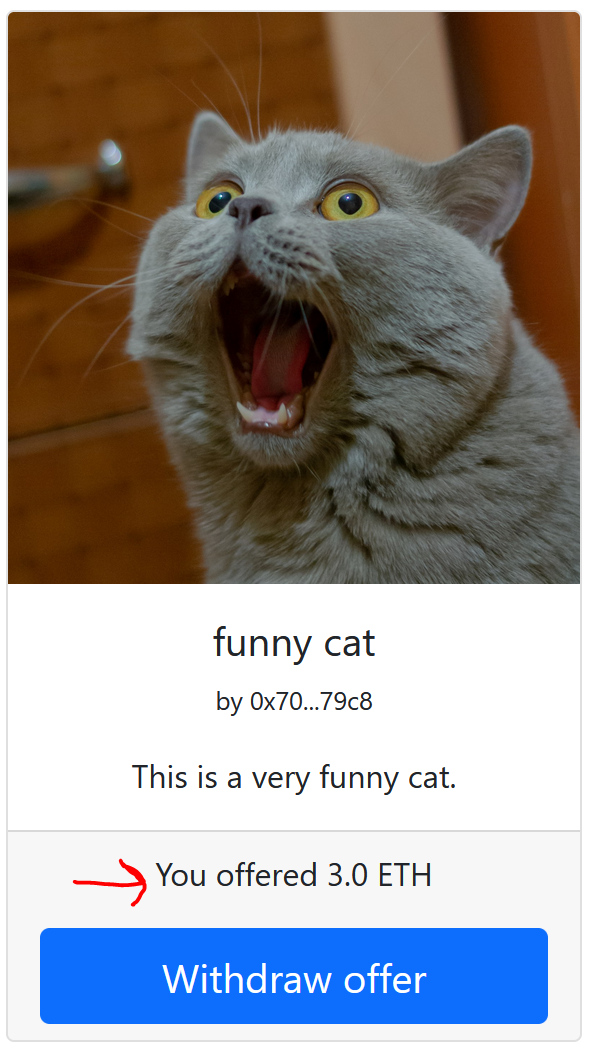 funny cat
by 0x70...79c8
This is a very funny cat.
You offered 3.0 ETH
Withdraw offer